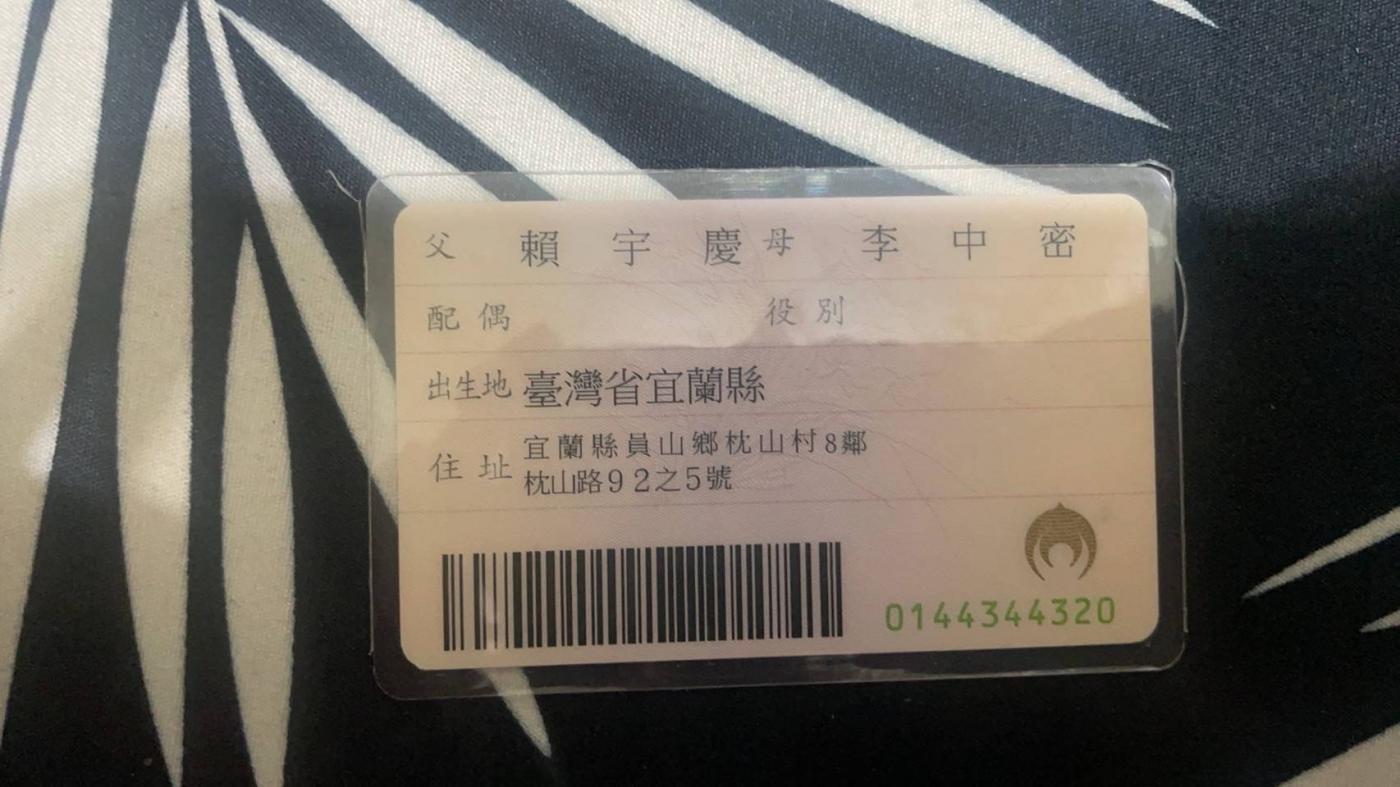 父 賴宇慶 母 李中密
配偶 役別
出生地 臺灣省宜蘭縣
住址 宜蘭縣員山鄉枕山村8鄰
枕山路92之5號
0144344320